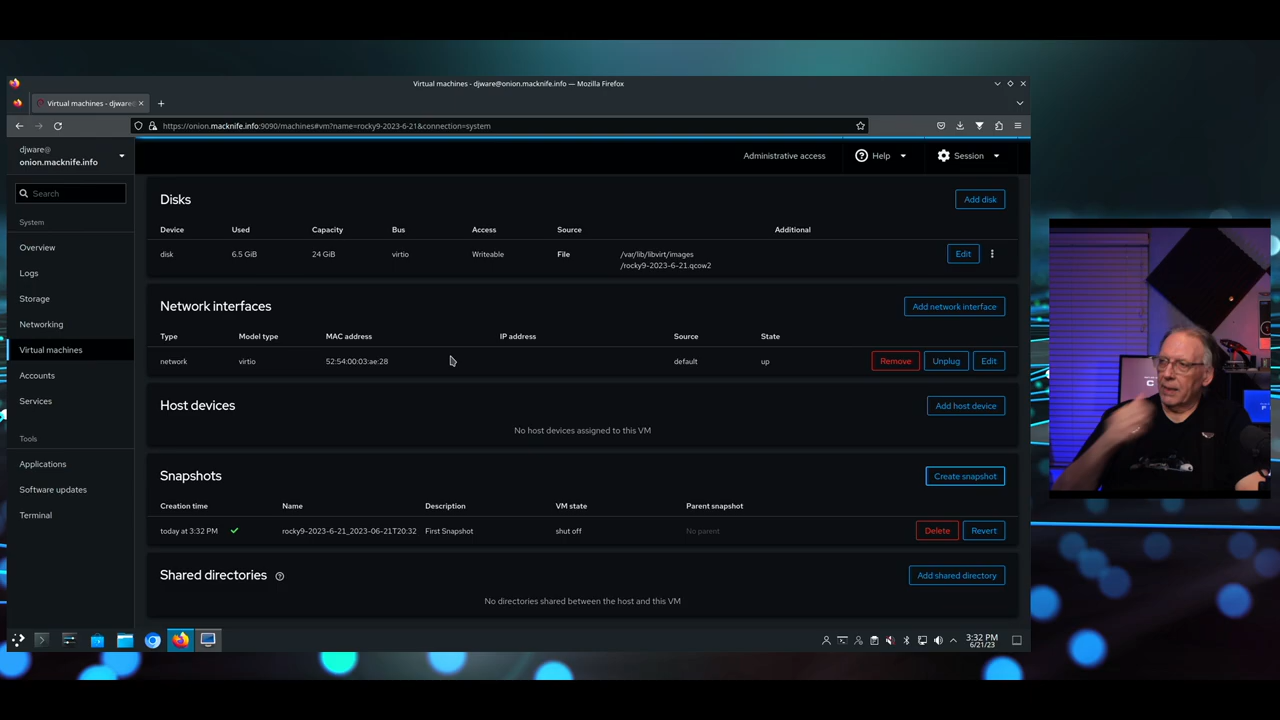 Virtual machines - djware@onion.macknife.info — Mozilla Firefox
Virtual machines - djware@
https://onion.macknife.info:9090/machines#vm?name=rocky9-2023-6-21&connection=system
djware@
onion.macknife.info
Administrative access
Help
Session
Search
System
Overview
Logs
Storage
Networking
Virtual machines
Accounts
Services
Tools
Applications
Software updates
Terminal
Disks
Add disk
Device Used Capacity Bus Access Source Additional
disk 6.5 GiB 24 GiB virtio Writeable File /var/lib/libvirt/images
/rocky9-2023-6-21.qcow2
Edit
Network interfaces
Add network interface
Type Model type MAC address IP address Source State
network virtio 52:54:00:03:ae:28 default up Remove Unplug Edit
Host devices
Add host device
No host devices assigned to this VM
Snapshots
Create snapshot
Creation time Name Description VM state Parent snapshot
today at 3:32 PM rocky9-2023-6-21_2023-06-21T20:32 First Snapshot shut off No parent Delete Revert
Shared directories
Add shared directory
No directories shared between the host and this VM
3:32 PM
6/21/23